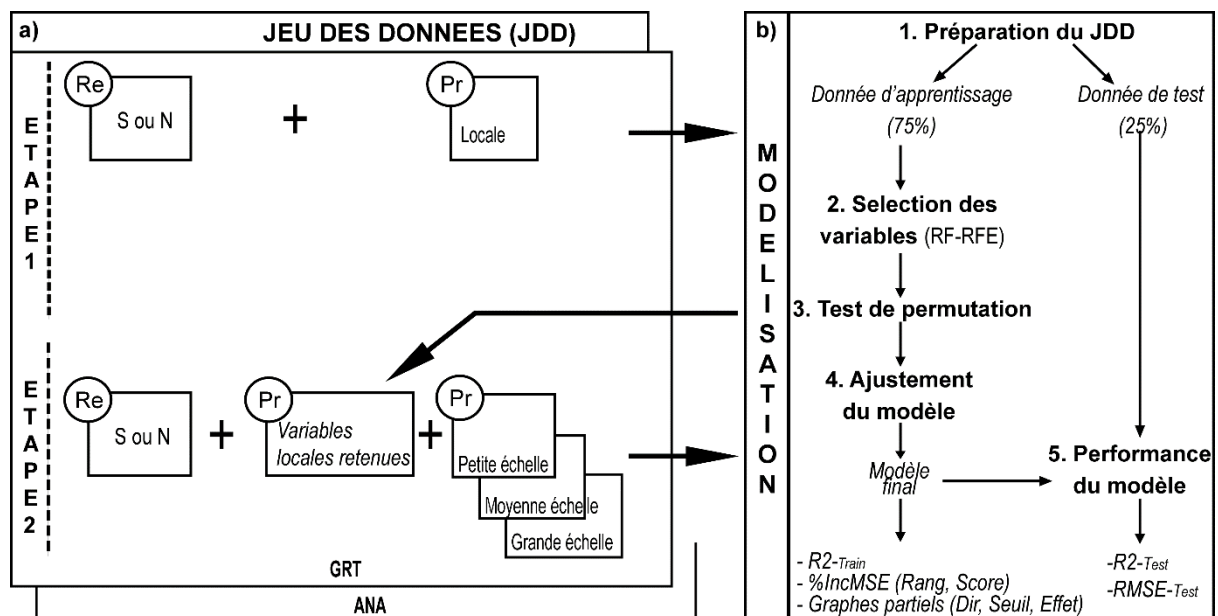 a)
JEU DES DONNEES (JDD)
ETAPE1
Re
S ou N
+
Pr
Locale
ETAPE2
Re
S ou N
+
Pr
Variables
locales retenues
+
Pr
Petite échelle
Moyenne échelle
Grande échelle
GRT
ANA
MODELISATION
b)
1. Préparation du JDD
Donnée d'apprentissage
(75%)
Donnée de test
(25%)
2. Selection des
variables (RF-RFE)
3. Test de permutation
4. Ajustement
du modèle
Modèle
final
5. Performance
du modèle
- R2-Train
- %IncMSE (Rang, Score)
- Graphes partiels (Dir, Seuil, Effet)
-R2-Test
-RMSE-Test